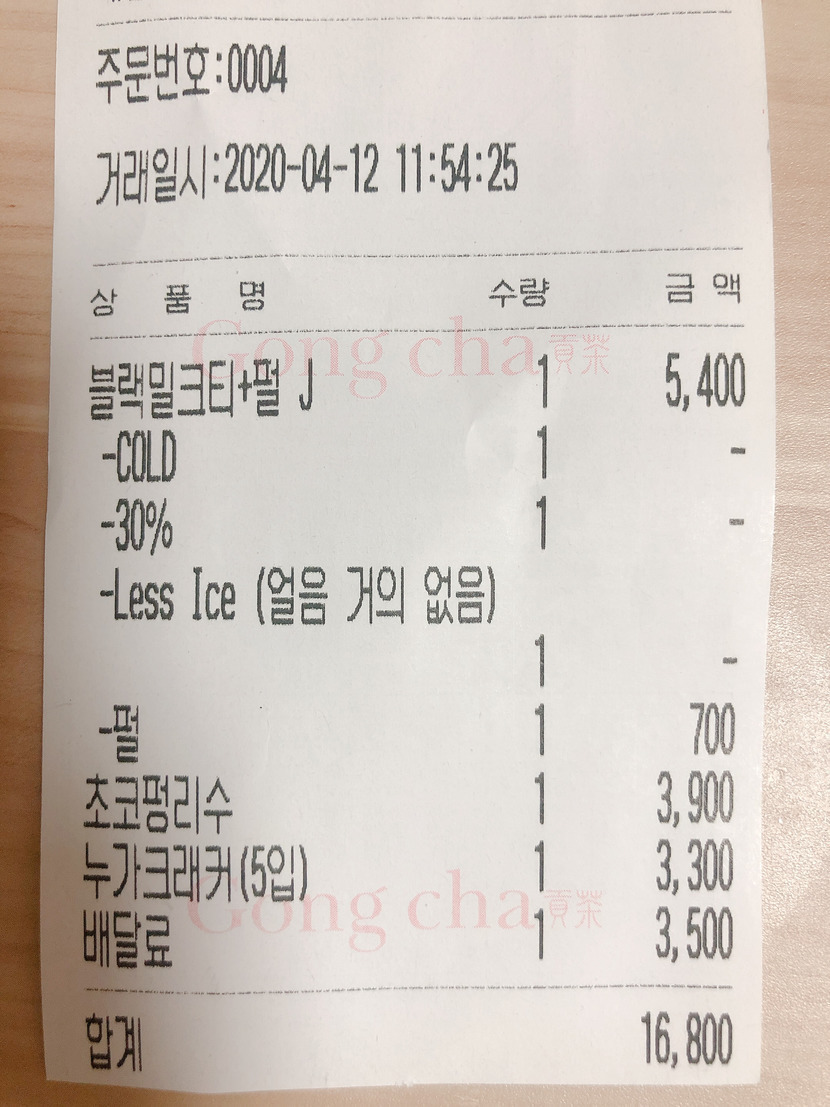 주문번호:0004
거래일시:2020-04-12 11:54:25
상 품 명 수량 금 액
Gong cha 貢茶
블랙밀크티+펄 J 1 5,400
-COLD 1 -
-30% 1 -
-Less Ice (얼음 거의 없음)
1 -
-펄 1 700
초코펑리수 1 3,900
누가크래커(5입) 1 3,300
Gong cha 貢茶
배달료 1 3,500
합계 16,800